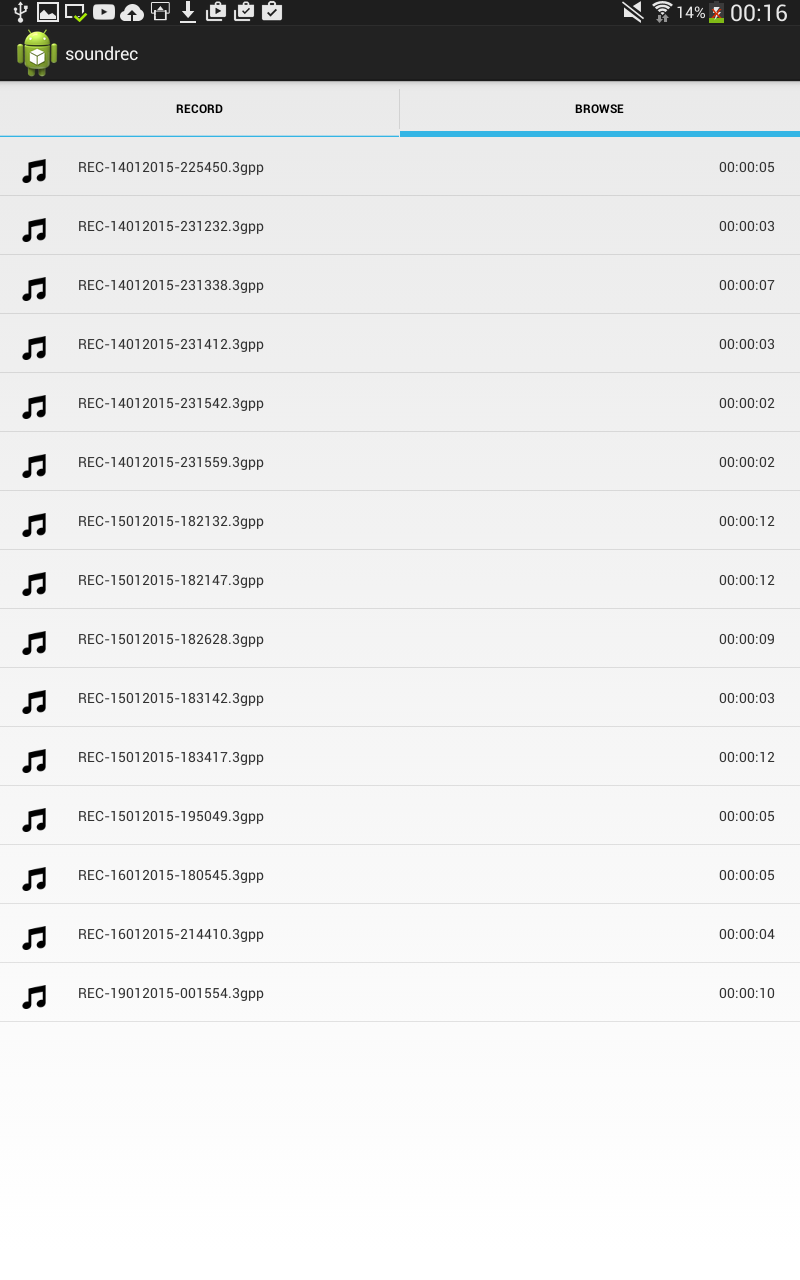 14% 00:16
soundrec
RECORD BROWSE
REC-14012015-225450.3gpp 00:00:05
REC-14012015-231232.3gpp 00:00:03
REC-14012015-231338.3gpp 00:00:07
REC-14012015-231412.3gpp 00:00:03
REC-14012015-231542.3gpp 00:00:02
REC-14012015-231559.3gpp 00:00:02
REC-15012015-182132.3gpp 00:00:12
REC-15012015-182147.3gpp 00:00:12
REC-15012015-182628.3gpp 00:00:09
REC-15012015-183142.3gpp 00:00:03
REC-15012015-183417.3gpp 00:00:12
REC-15012015-195049.3gpp 00:00:05
REC-16012015-180545.3gpp 00:00:05
REC-16012015-214410.3gpp 00:00:04
REC-19012015-001554.3gpp 00:00:10